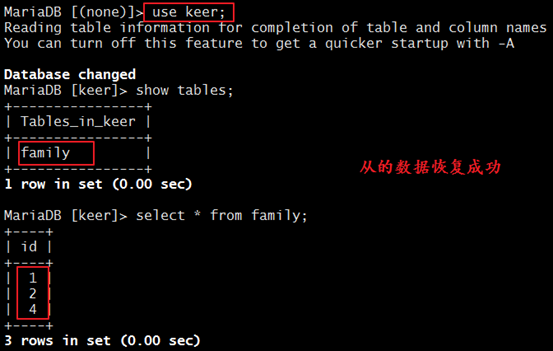 MariaDB [(none)]> use keer;
Reading table information for completion of table and column names
You can turn off this feature to get a quicker startup with -A

Database changed
MariaDB [keer]> show tables;
+----------------+
| Tables_in_keer |
+----------------+
| family         |
+----------------+
1 row in set (0.00 sec)
从的数据恢复成功

MariaDB [keer]> select * from family;
+----+
| id |
+----+
|  1 |
|  2 |
|  4 |
+----+
3 rows in set (0.00 sec)